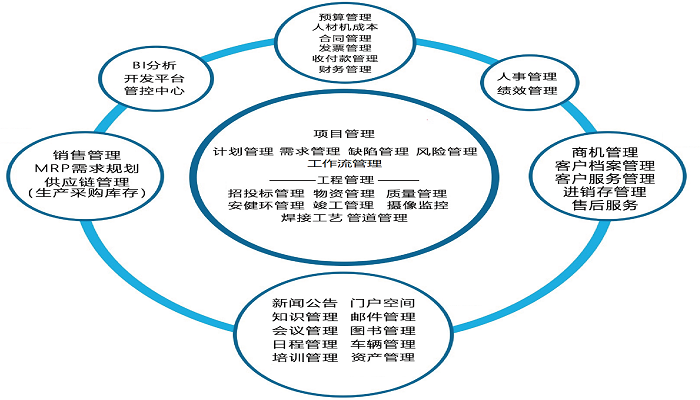 预算管理
人材机成本
合同管理
发票管理
收付款管理
财务管理
BI分析
开发平台
管控中心
人事管理
绩效管理
项目管理
计划管理 需求管理 缺陷管理 风险管理
工作流管理
工程管理
招投标管理 物资管理 质量管理
安健环管理 竣工管理 摄像监控
焊接工艺 管道管理
销售管理
MRP需求规划
供应链管理
(生产采购库存)
商机管理
客户档案管理
客户服务管理
进销存管理
售后服务
新闻公告 门户空间
知识管理 邮件管理
会议管理 图书管理
日程管理 车辆管理
培训管理 资产管理